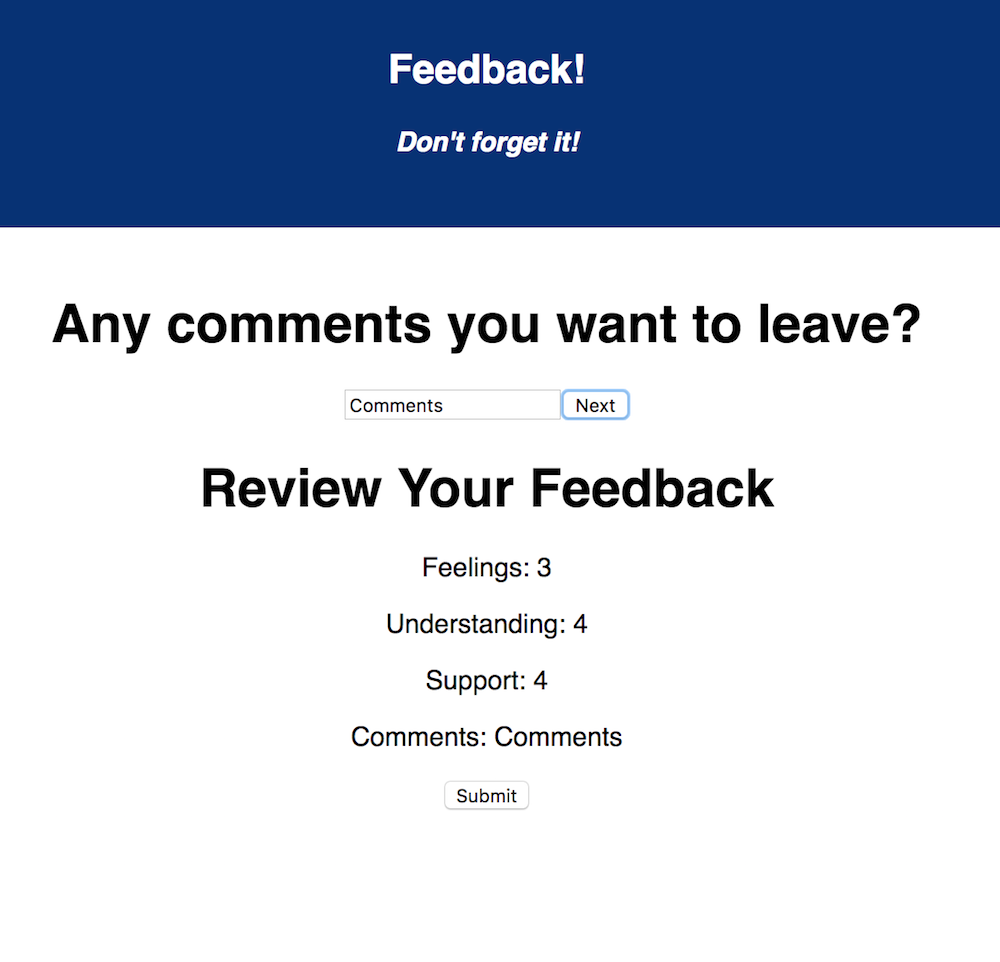 Feedback!
Don't forget it!
Any comments you want to leave?
Comments Next
Review Your Feedback
Feelings: 3
Understanding: 4
Support: 4
Comments: Comments
Submit